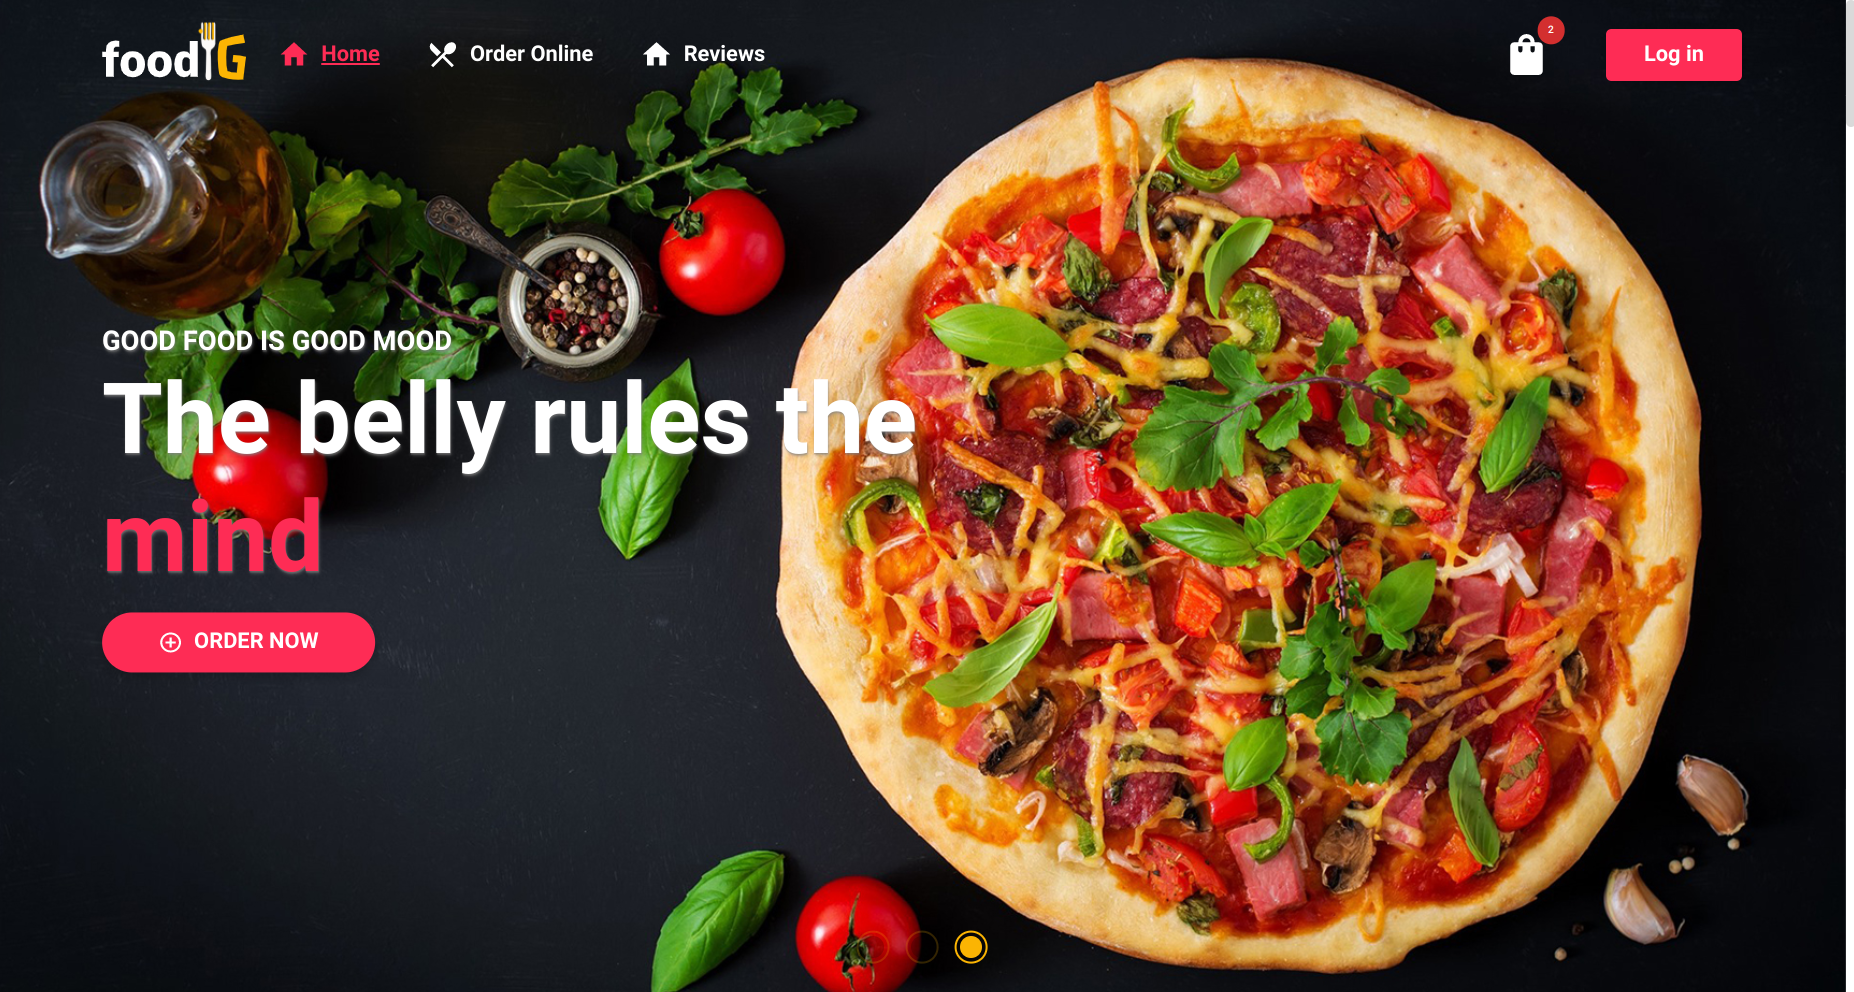 foodG
Home
Order Online
Reviews
2
Log in
GOOD FOOD IS GOOD MOOD
The belly rules the
mind
ORDER NOW